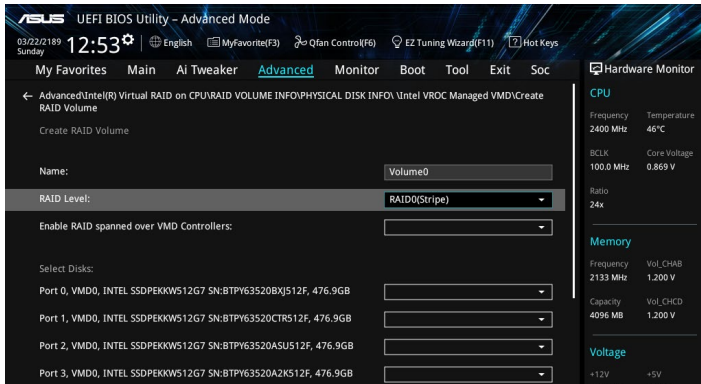 ASUS UEFI BIOS Utility – Advanced Mode
03/22/2189
Sunday
12:53
English MyFavorite(F3) Qfan Control(F6) EZ Tuning Wizard(F11) ? Hot Keys
My Favorites Main Ai Tweaker Advanced Monitor Boot Tool Exit Soc
Hardware Monitor
← Advanced\Intel(R) Virtual RAID on CPU\RAID VOLUME INFO\PHYSICAL DISK INFO\ \Intel VROC Managed VMD\Create
RAID Volume
Create RAID Volume
Name: Volume0
RAID Level: RAID0(Stripe)
Enable RAID spanned over VMD Controllers:
Select Disks:
Port 0, VMD0, INTEL SSDPEKKW512G7 SN:BTPY63520BXJ512F, 476.9GB
Port 1, VMD0, INTEL SSDPEKKW512G7 SN:BTPY63520CTR512F, 476.9GB
Port 2, VMD0, INTEL SSDPEKKW512G7 SN:BTPY63520ASU512F, 476.9GB
Port 3, VMD0, INTEL SSDPEKKW512G7 SN:BTPY63520A2K512F, 476.9GB
CPU
Frequency Temperature
2400 MHz 46°C
BCLK Core Voltage
100.0 MHz 0.869 V
Ratio
24x
Memory
Frequency Vol_CHAB
2133 MHz 1.200 V
Capacity Vol_CHCD
4096 MB 1.200 V
Voltage
+12V +5V